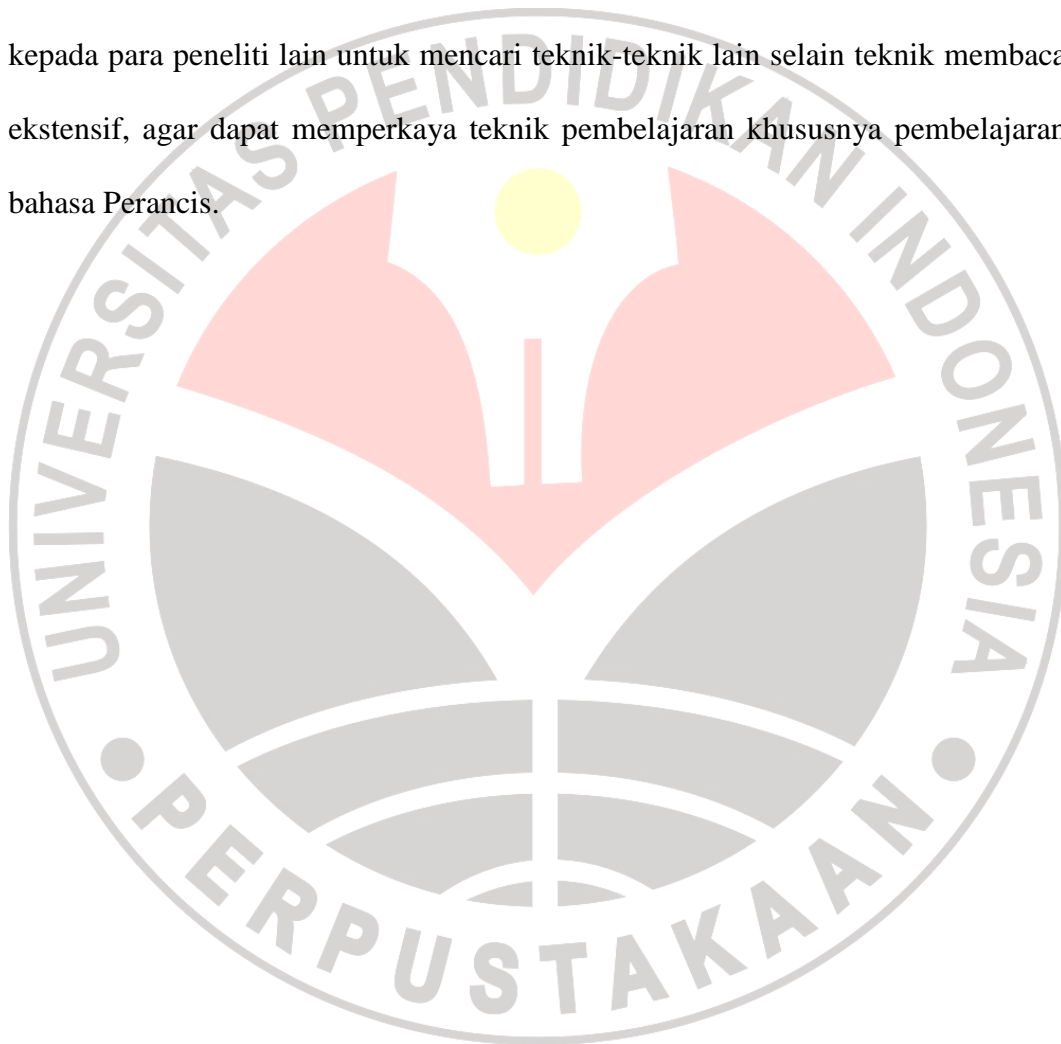 kepada para peneliti lain untuk mencari teknik-teknik lain selain teknik membaca
ekstensif, agar dapat memperkaya teknik pembelajaran khususnya pembelajaran
bahasa Perancis.
UNIVERSITAS PENDIDIKAN INDONESIA
PERPUSTAKAAN